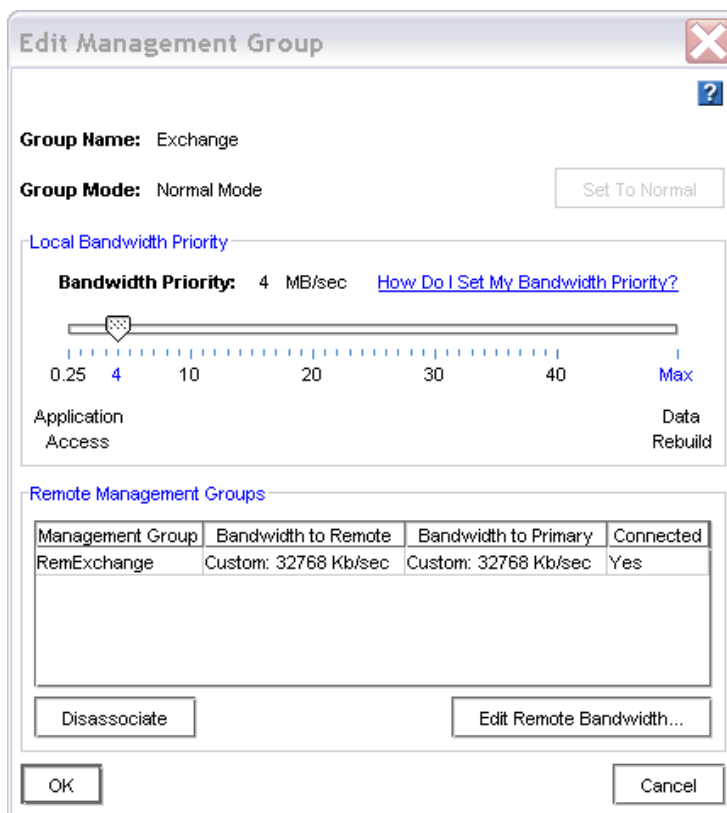 Edit Management Group
?
Group Name: Exchange
Group Mode: Normal Mode
Set To Normal
Local Bandwidth Priority
Bandwidth Priority: 4 MB/sec How Do I Set My Bandwidth Priority?
0.25 4 10 20 30 40 Max
Application Access
Data Rebuild
Remote Management Groups
Management Group Bandwidth to Remote Bandwidth to Primary Connected
RemExchange Custom: 32768 Kb/sec Custom: 32768 Kb/sec Yes
Disassociate Edit Remote Bandwidth...
OK Cancel